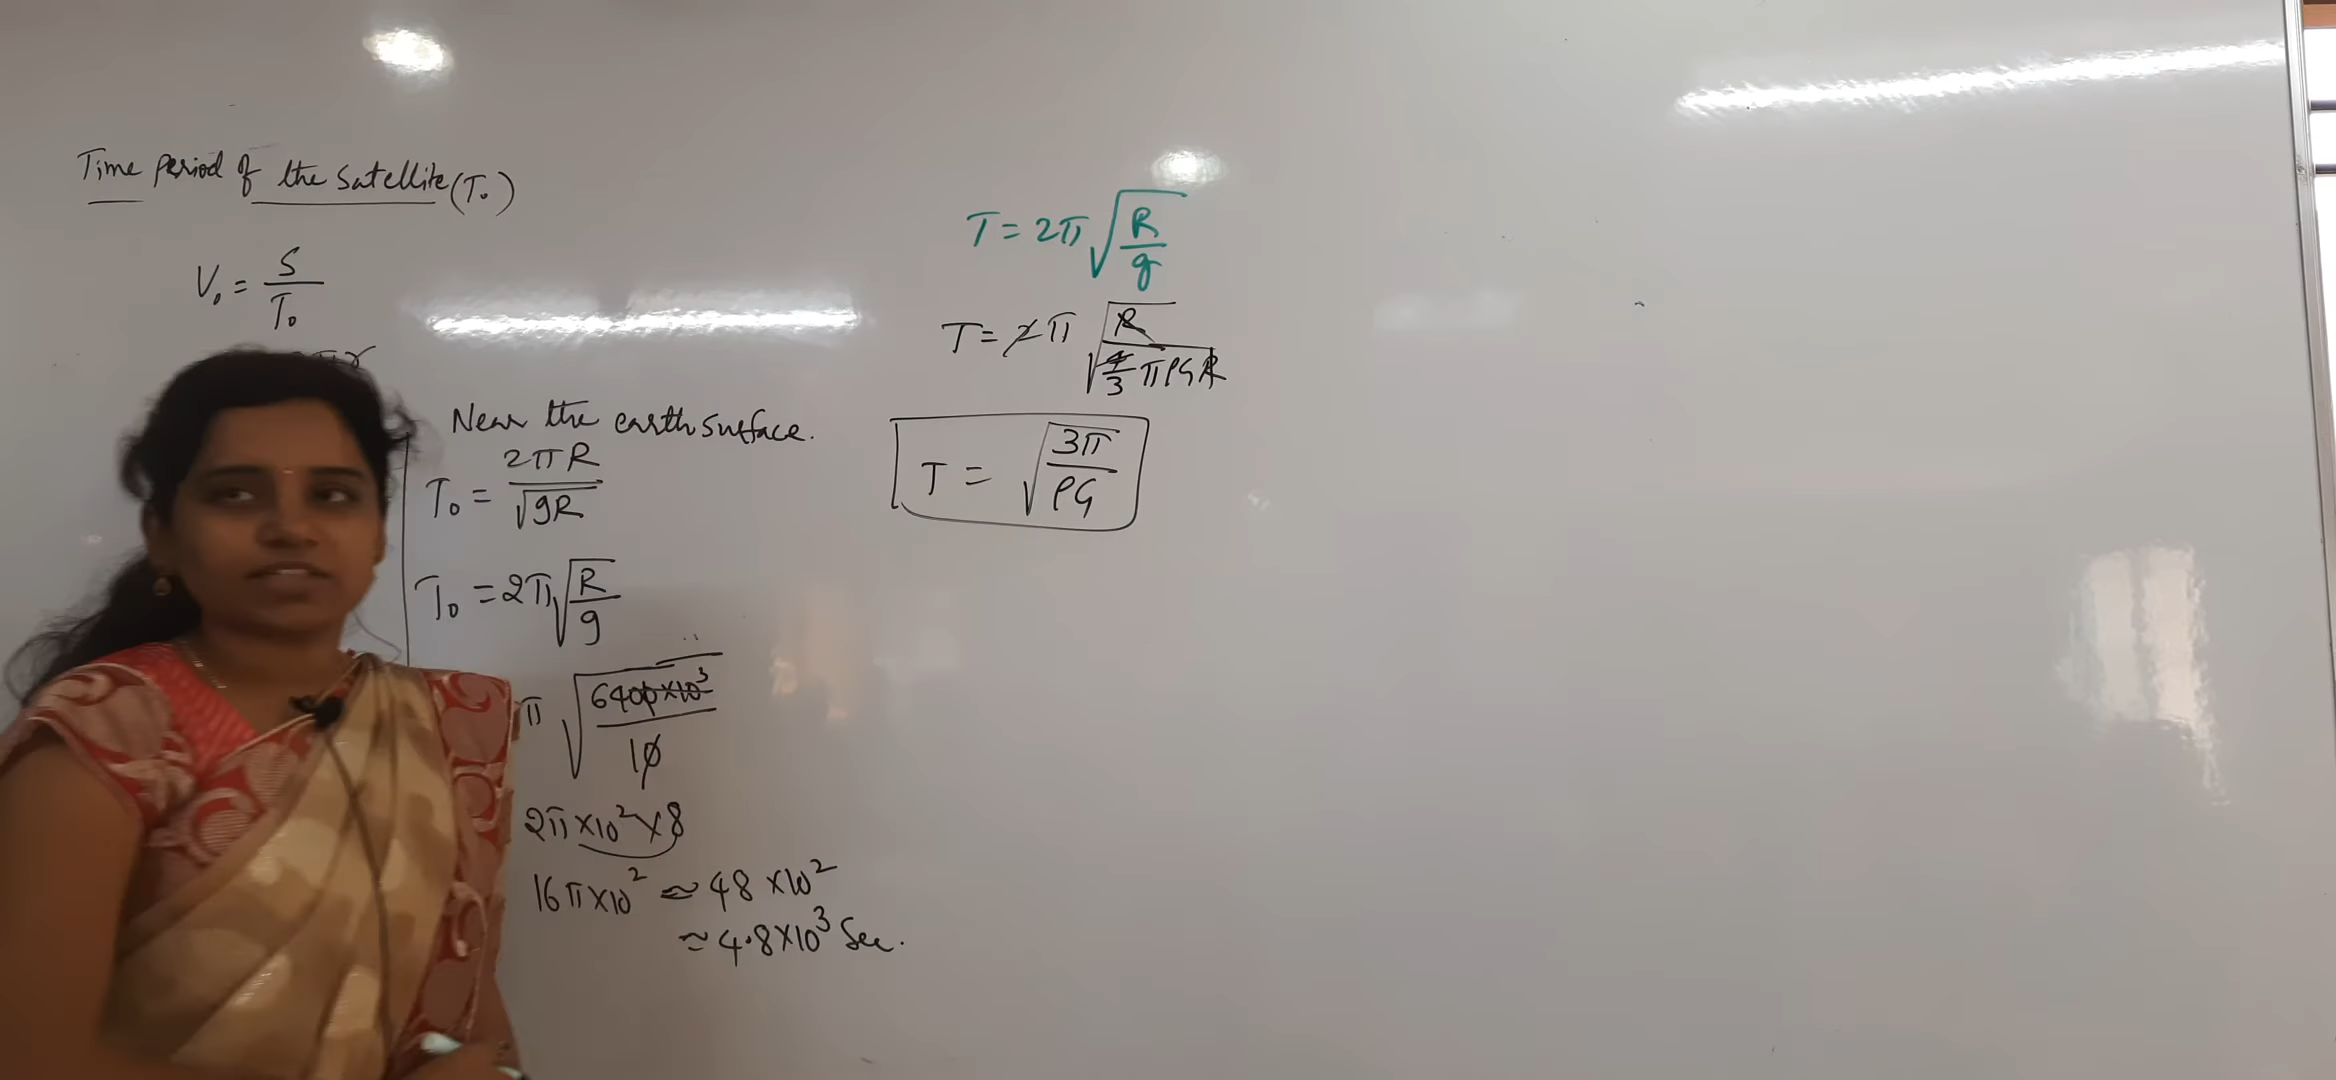 Time period of the satellite (T₀)
V₀ = S / T₀
πr
Near the earth surface.
T₀ = 2πR / √gR
T₀ = 2π √(R / g)
π √(6400×10³ / 10)
2π×10²×8
16π×10² ≈ 48×10²
≈ 4.8×10³ Sec.
T = 2π √(R / g)
T = 2π √(R / (4/3 πρGR))
T = √(3π / ρG)